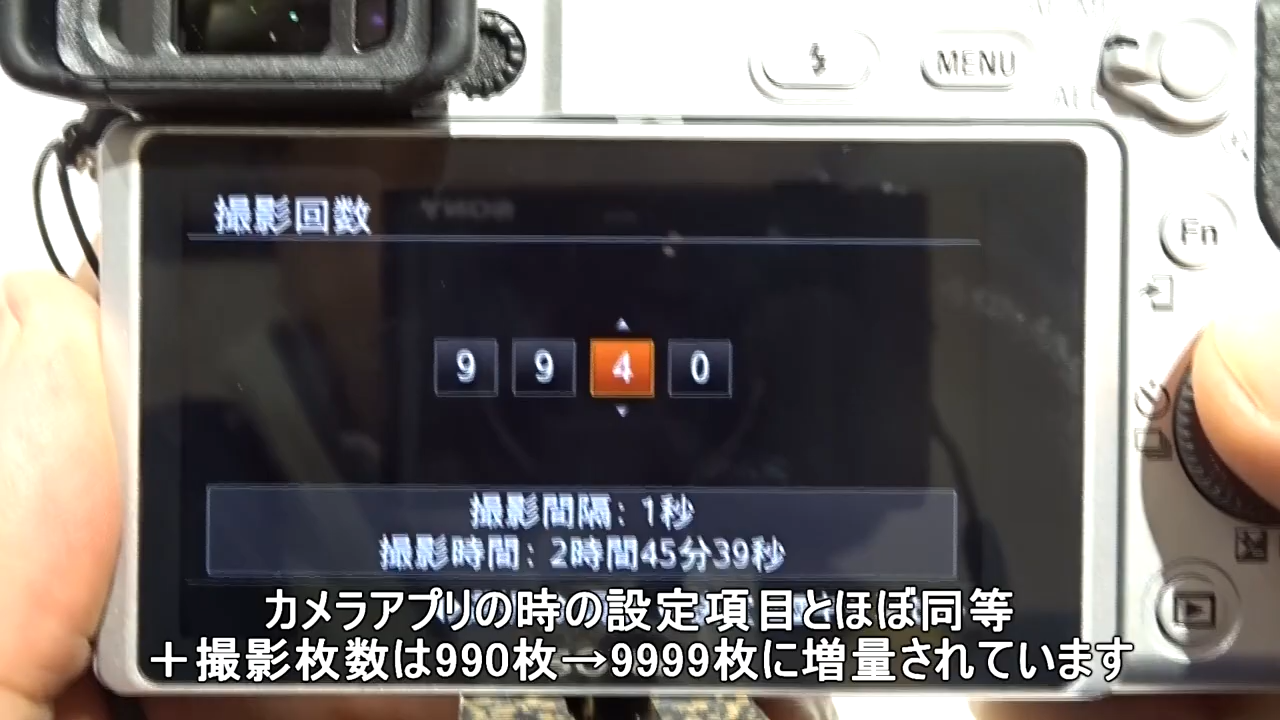 MENU
撮影回数
Fn
9 9 4 0
撮影間隔: 1秒
撮影時間: 2時間45分39秒
カメラアプリの時の設定項目とほぼ同等
＋撮影枚数は990枚→9999枚に増量されています